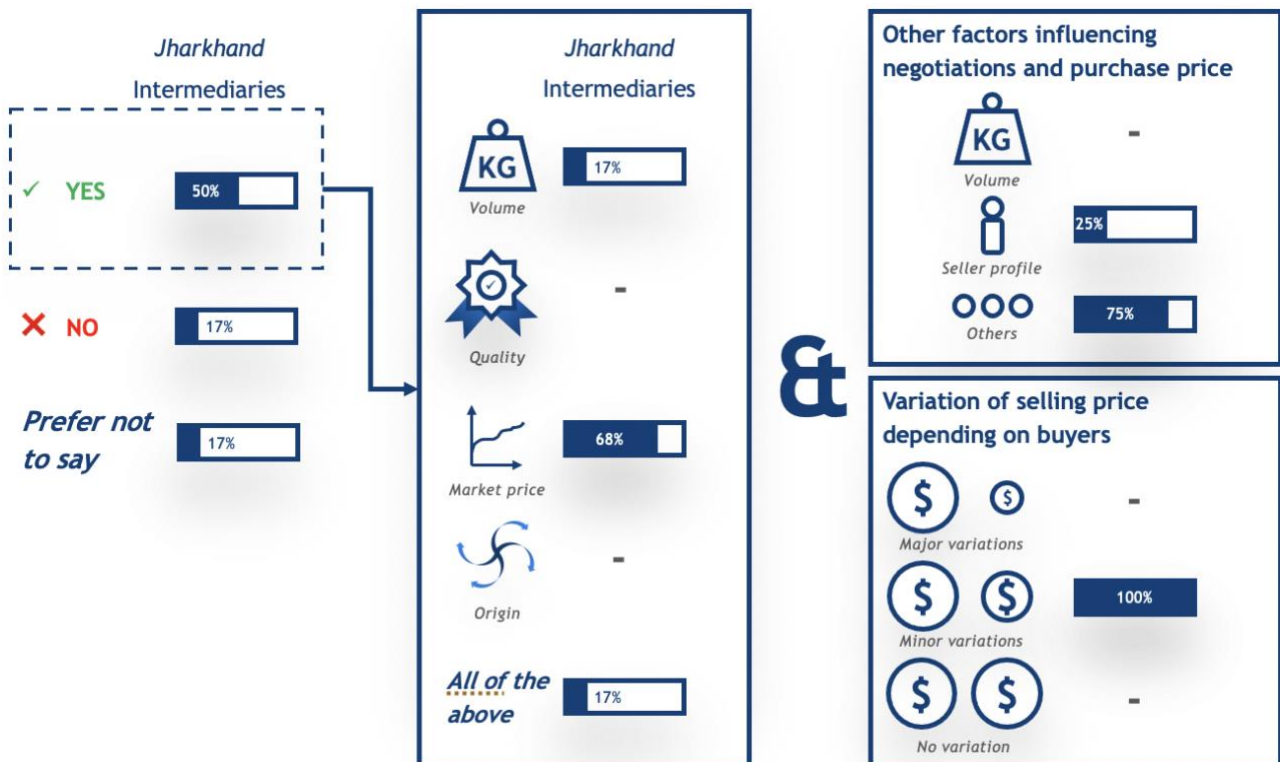 Jharkhand
Intermediaries
✓ YES 50%
✕ NO 17%
Prefer not
to say
17%
Jharkhand
Intermediaries
KG
Volume
17%
Quality
-
Market price
68%
Origin
-
All of the
above
17%
&
Other factors influencing
negotiations and purchase price
KG
Volume
-
Seller profile
25%
Others
75%
Variation of selling price
depending on buyers
$ $
Major variations
-
$ $
Minor variations
100%
$ $
No variation
-